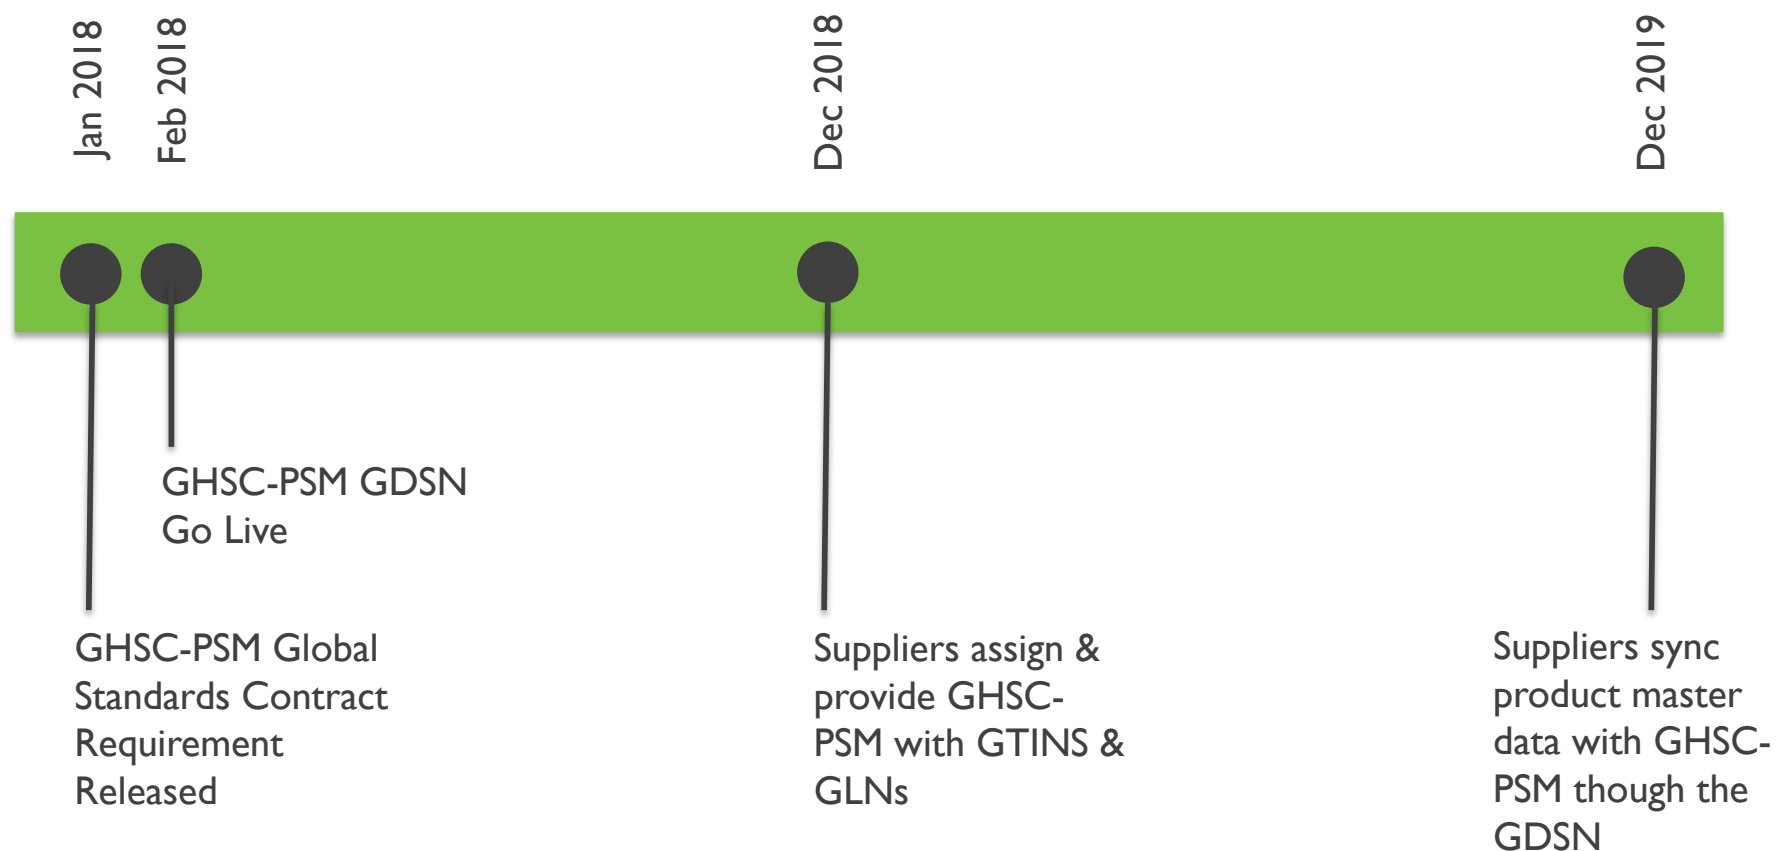 Jan 2018
Feb 2018
Dec 2018
Dec 2019
GHSC-PSM GDSN
Go Live
GHSC-PSM Global
Standards Contract
Requirement
Released
Suppliers assign &
provide GHSC-
PSM with GTINS &
GLNs
Suppliers sync
product master
data with GHSC-
PSM though the
GDSN